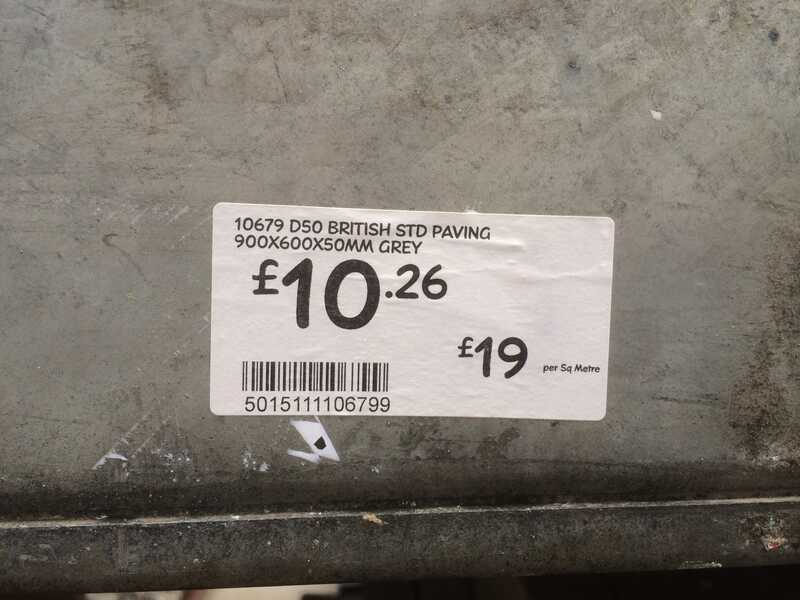 10679 D50 BRITISH STD PAVING
900X600X50MM GREY
£10.26
£19 per Sq Metre
5015111106799